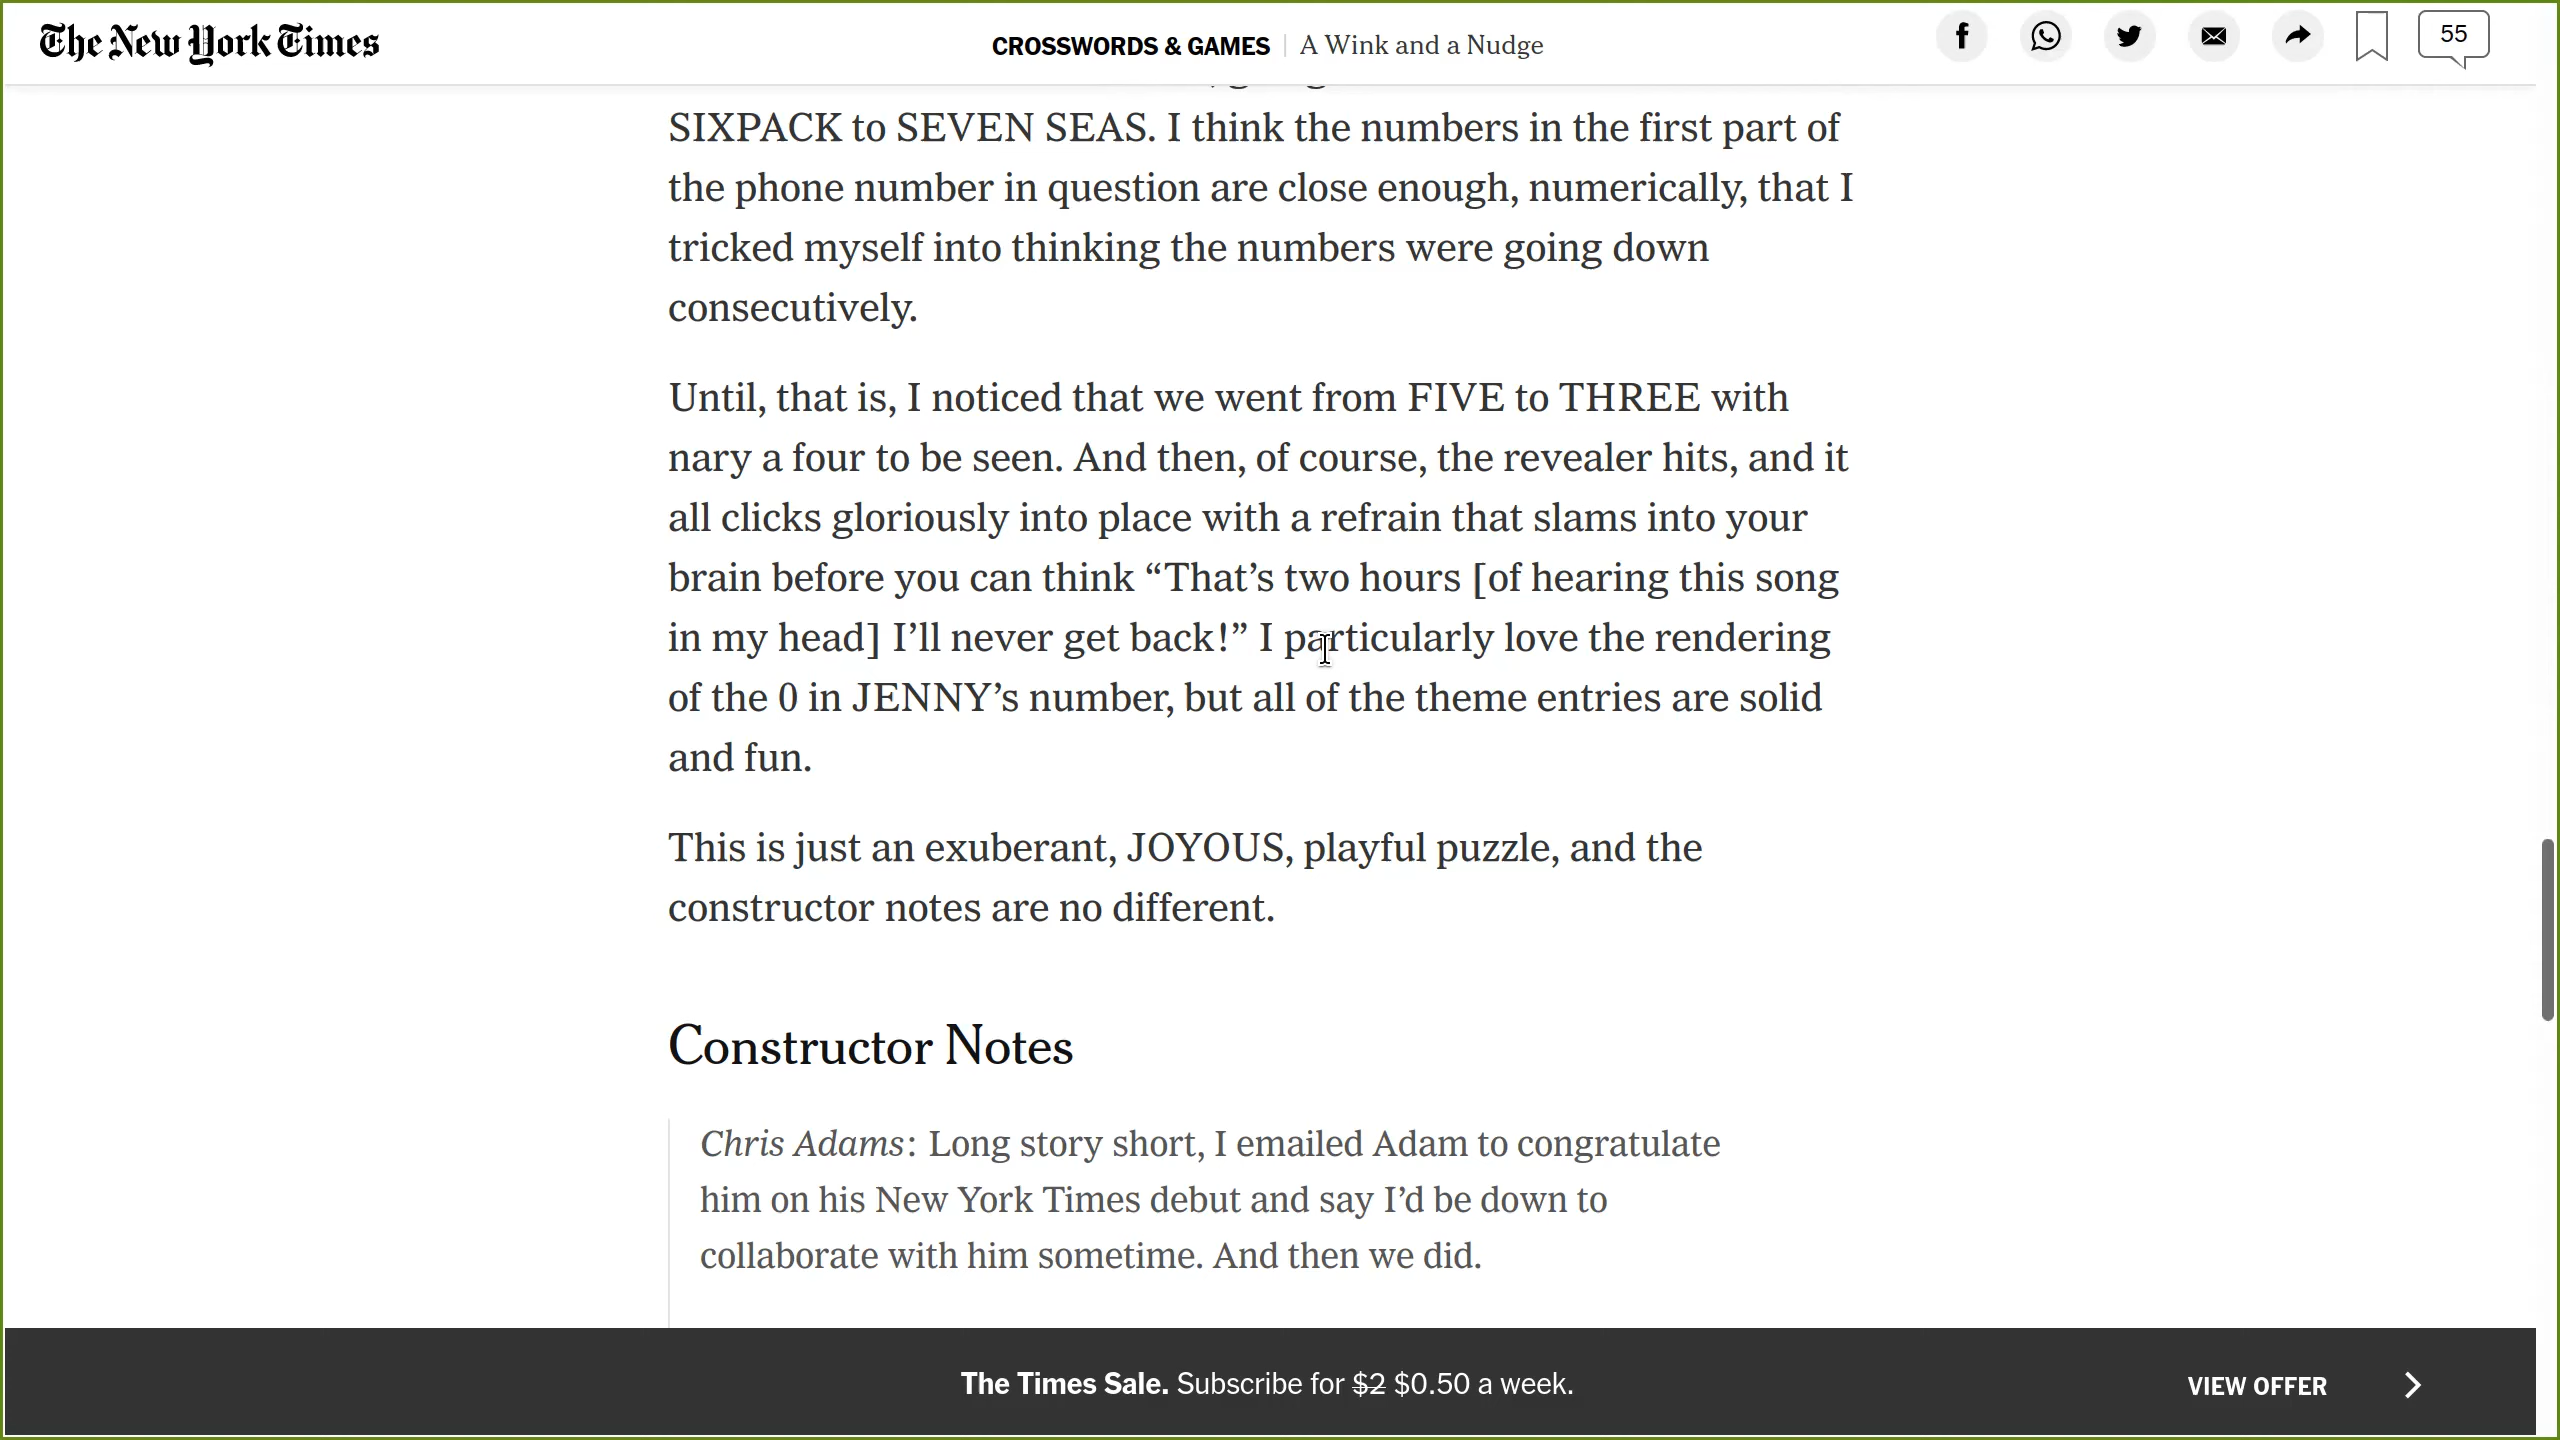 The New York Times
CROSSWORDS & GAMES | A Wink and a Nudge
55
SIXPACK to SEVEN SEAS. I think the numbers in the first part of
the phone number in question are close enough, numerically, that I
tricked myself into thinking the numbers were going down
consecutively.
Until, that is, I noticed that we went from FIVE to THREE with
nary a four to be seen. And then, of course, the revealer hits, and it
all clicks gloriously into place with a refrain that slams into your
brain before you can think “That’s two hours [of hearing this song
in my head] I’ll never get back!” I particularly love the rendering
of the 0 in JENNY’s number, but all of the theme entries are solid
and fun.
This is just an exuberant, JOYOUS, playful puzzle, and the
constructor notes are no different.
Constructor Notes
Chris Adams: Long story short, I emailed Adam to congratulate
him on his New York Times debut and say I’d be down to
collaborate with him sometime. And then we did.
The Times Sale. Subscribe for $2 $0.50 a week.
VIEW OFFER